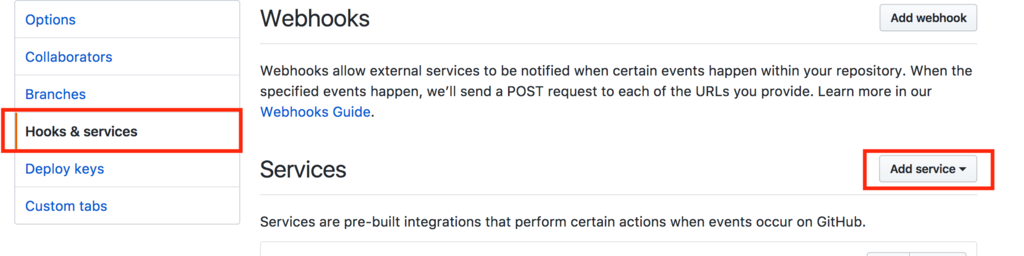 Options
Collaborators
Branches
Hooks & services
Deploy keys
Custom tabs
Webhooks
Add webhook
Webhooks allow external services to be notified when certain events happen within your repository. When the
specified events happen, we'll send a POST request to each of the URLs you provide. Learn more in our
Webhooks Guide.
Services
Add service
Services are pre-built integrations that perform certain actions when events occur on GitHub.